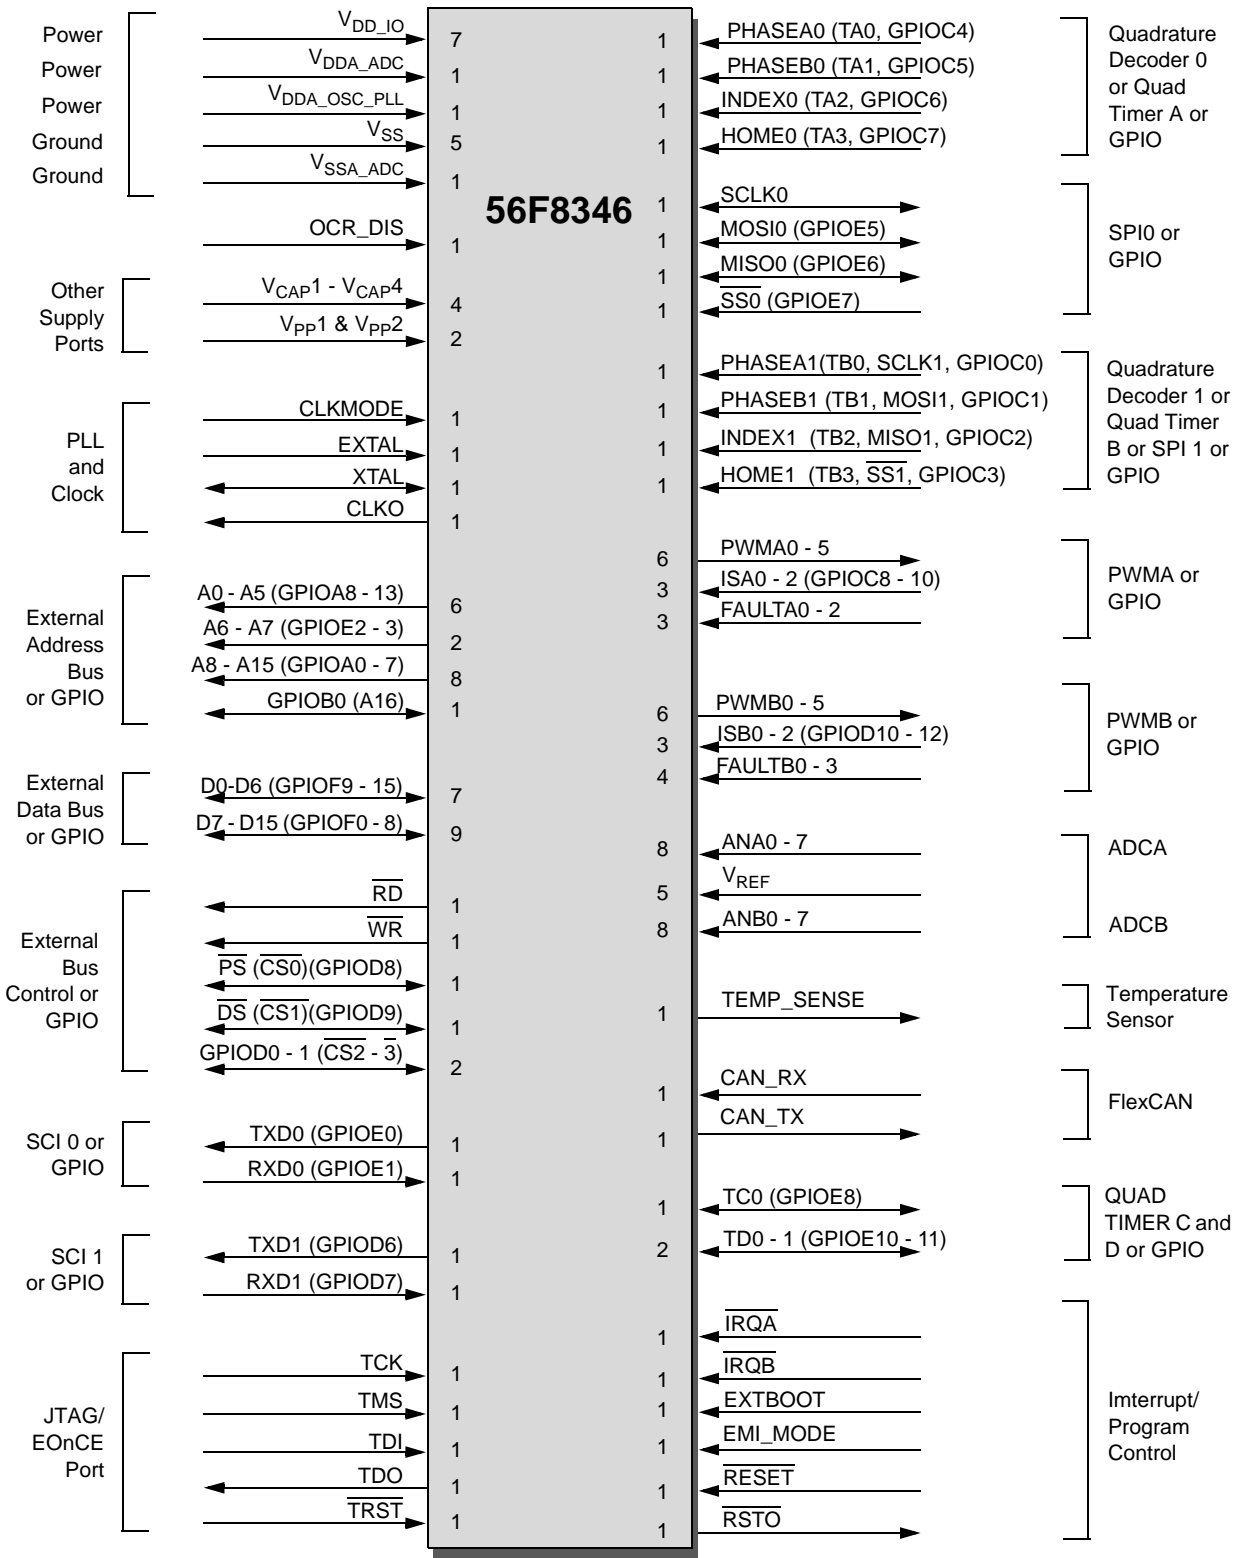 56F8346
Power
V_DD_IO
7
Power
V_DDA_ADC
1
Power
V_DDA_OSC_PLL
1
Ground
V_SS
5
Ground
V_SSA_ADC
1
OCR_DIS
1
Other
Supply
Ports
V_CAP1 - V_CAP4
4
V_PP1 & V_PP2
2
PLL
and
Clock
CLKMODE
1
EXTAL
1
XTAL
1
CLKO
1
External
Address
Bus
or GPIO
A0 - A5 (GPIOA8 - 13)
6
A6 - A7 (GPIOE2 - 3)
2
A8 - A15 (GPIOA0 - 7)
8
GPIOB0 (A16)
1
External
Data Bus
or GPIO
D0-D6 (GPIOF9 - 15)
7
D7 - D15 (GPIOF0 - 8)
9
External
Bus
Control or
GPIO
RD
1
WR
1
PS (CS0)(GPIOD8)
1
DS (CS1)(GPIOD9)
1
GPIOD0 - 1 (CS2 - 3)
2
SCI 0 or
GPIO
TXD0 (GPIOE0)
1
RXD0 (GPIOE1)
1
SCI 1
or GPIO
TXD1 (GPIOD6)
1
RXD1 (GPIOD7)
1
JTAG/
EOnCE
Port
TCK
1
TMS
1
TDI
1
TDO
1
TRST
1
1
PHASEA0 (TA0, GPIOC4)
1
PHASEB0 (TA1, GPIOC5)
1
INDEX0 (TA2, GPIOC6)
1
HOME0 (TA3, GPIOC7)
Quadrature
Decoder 0
or Quad
Timer A or
GPIO
1
SCLK0
1
MOSI0 (GPIOE5)
1
MISO0 (GPIOE6)
1
SS0 (GPIOE7)
SPI0 or
GPIO
1
PHASEA1(TB0, SCLK1, GPIOC0)
1
PHASEB1 (TB1, MOSI1, GPIOC1)
1
INDEX1 (TB2, MISO1, GPIOC2)
1
HOME1 (TB3, SS1, GPIOC3)
Quadrature
Decoder 1 or
Quad Timer
B or SPI 1 or
GPIO
6
PWMA0 - 5
3
ISA0 - 2 (GPIOC8 - 10)
3
FAULTA0 - 2
PWMA or
GPIO
6
PWMB0 - 5
3
ISB0 - 2 (GPIOD10 - 12)
4
FAULTB0 - 3
PWMB or
GPIO
8
ANA0 - 7
5
V_REF
8
ANB0 - 7
ADCA
ADCB
1
TEMP_SENSE
Temperature
Sensor
1
CAN_RX
1
CAN_TX
FlexCAN
1
TC0 (GPIOE8)
2
TD0 - 1 (GPIOE10 - 11)
QUAD
TIMER C and
D or GPIO
1
IRQA
1
IRQB
1
EXTBOOT
1
EMI_MODE
1
RESET
1
RSTO
Imterrupt/
Program
Control